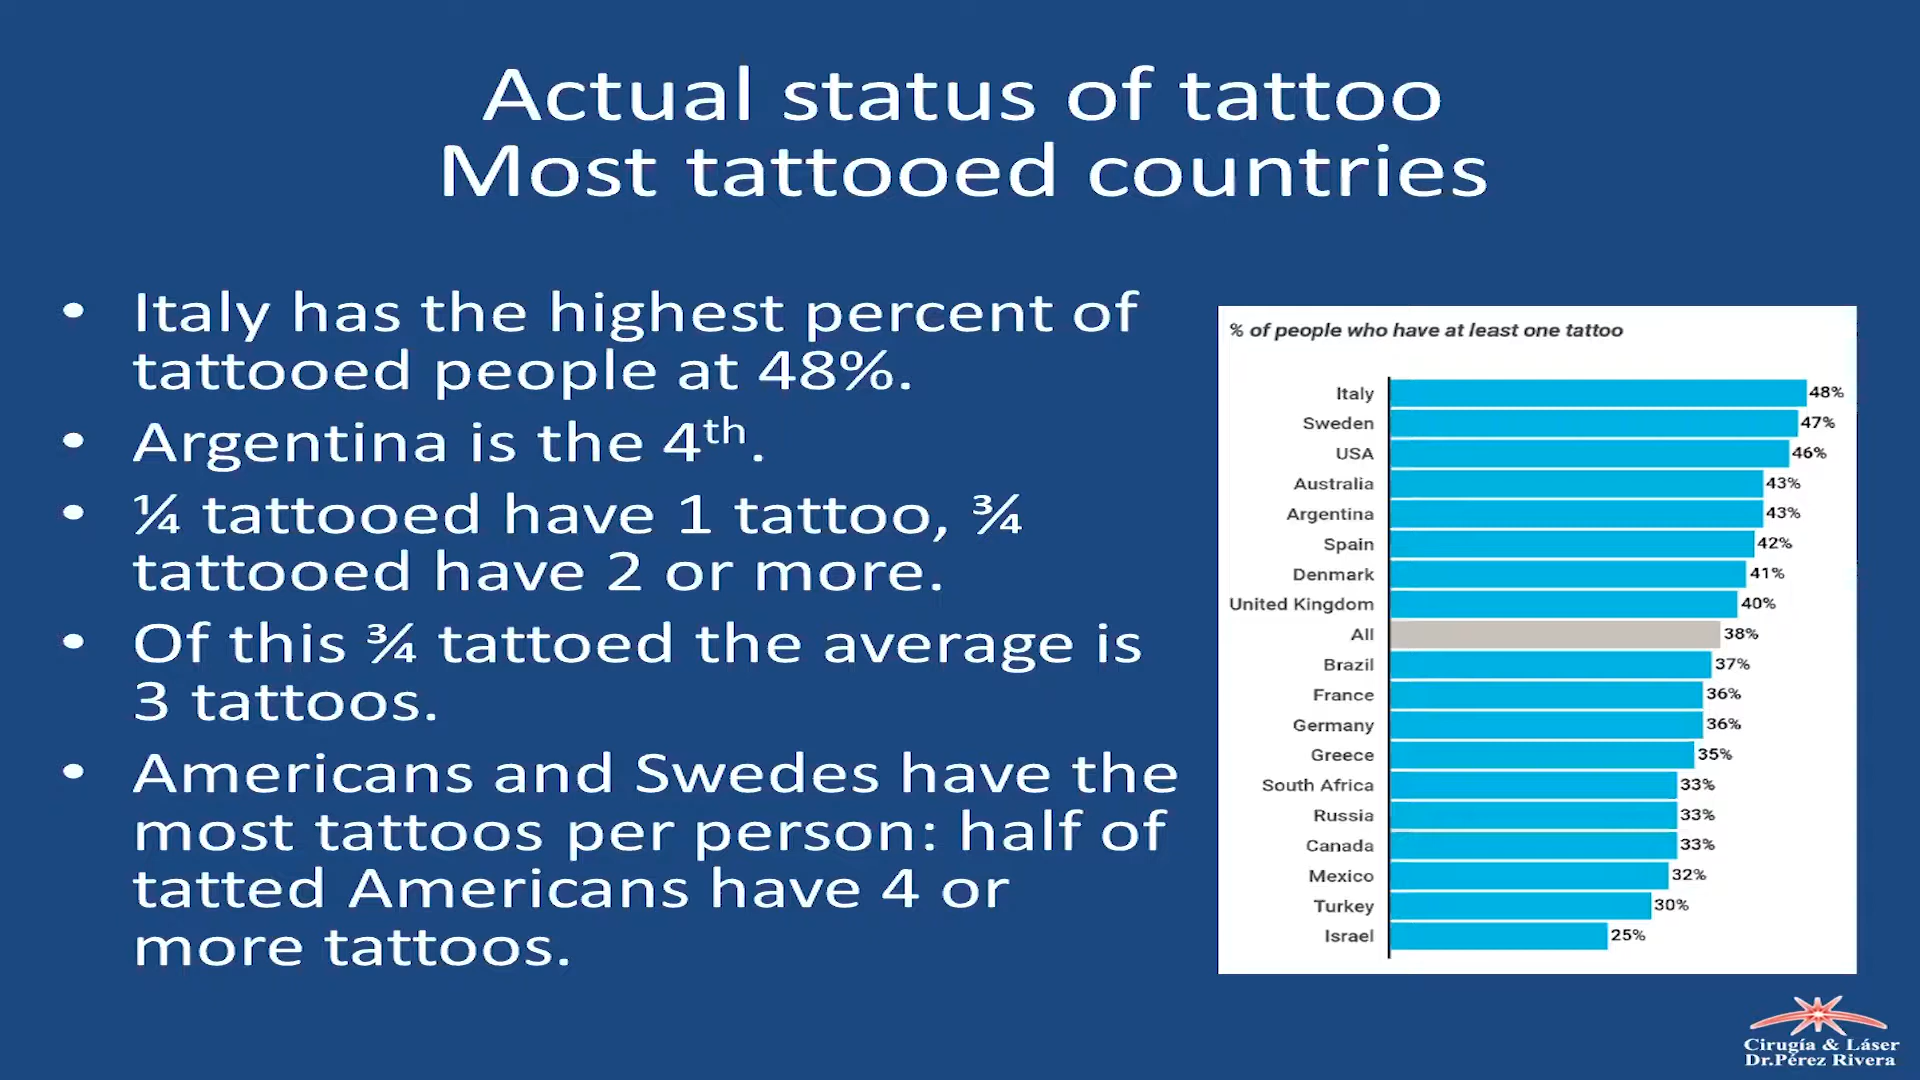 Actual status of tattoo
Most tattooed countries
• Italy has the highest percent of
tattooed people at 48%.
• Argentina is the 4th.
• ¼ tattooed have 1 tattoo, ¾
tattooed have 2 or more.
• Of this ¾ tattoed the average is
3 tattoos.
• Americans and Swedes have the
most tattoos per person: half of
tatted Americans have 4 or
more tattoos.
% of people who have at least one tattoo
Italy 48%
Sweden 47%
USA 46%
Australia 43%
Argentina 43%
Spain 42%
Denmark 41%
United Kingdom 40%
All 38%
Brazil 37%
France 36%
Germany 36%
Greece 35%
South Africa 33%
Russia 33%
Canada 33%
Mexico 32%
Turkey 30%
Israel 25%
Cirugía & Láser
Dr.Pérez Rivera